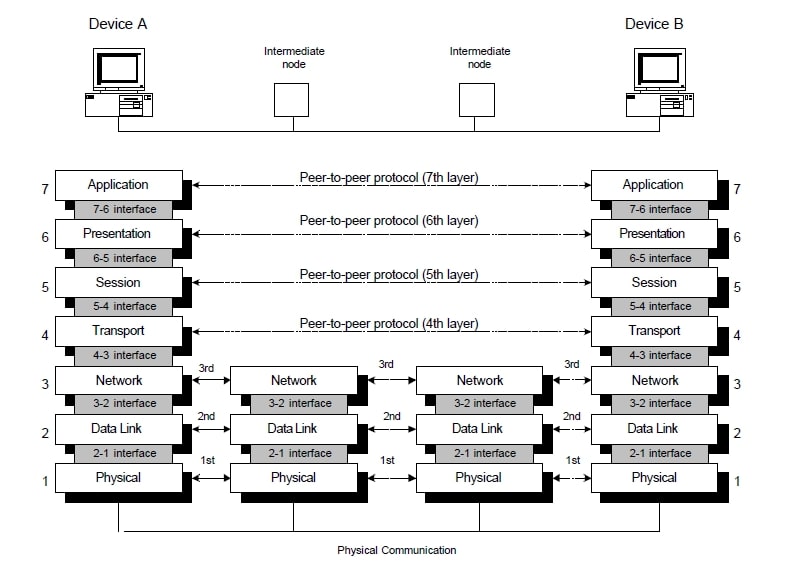 Device A
Device B
Intermediate
node
Intermediate
node
7 Application Peer-to-peer protocol (7th layer) Application 7
7-6 interface 7-6 interface
6 Presentation Peer-to-peer protocol (6th layer) Presentation 6
6-5 interface 6-5 interface
5 Session Peer-to-peer protocol (5th layer) Session 5
5-4 interface 5-4 interface
4 Transport Peer-to-peer protocol (4th layer) Transport 4
4-3 interface 4-3 interface
3 Network 3rd Network 3rd Network 3rd Network 3
3-2 interface 3-2 interface 3-2 interface 3-2 interface
2 Data Link 2nd Data Link 2nd Data Link 2nd Data Link 2
2-1 interface 2-1 interface 2-1 interface 2-1 interface
1 Physical 1st Physical 1st Physical 1st Physical 1
Physical Communication